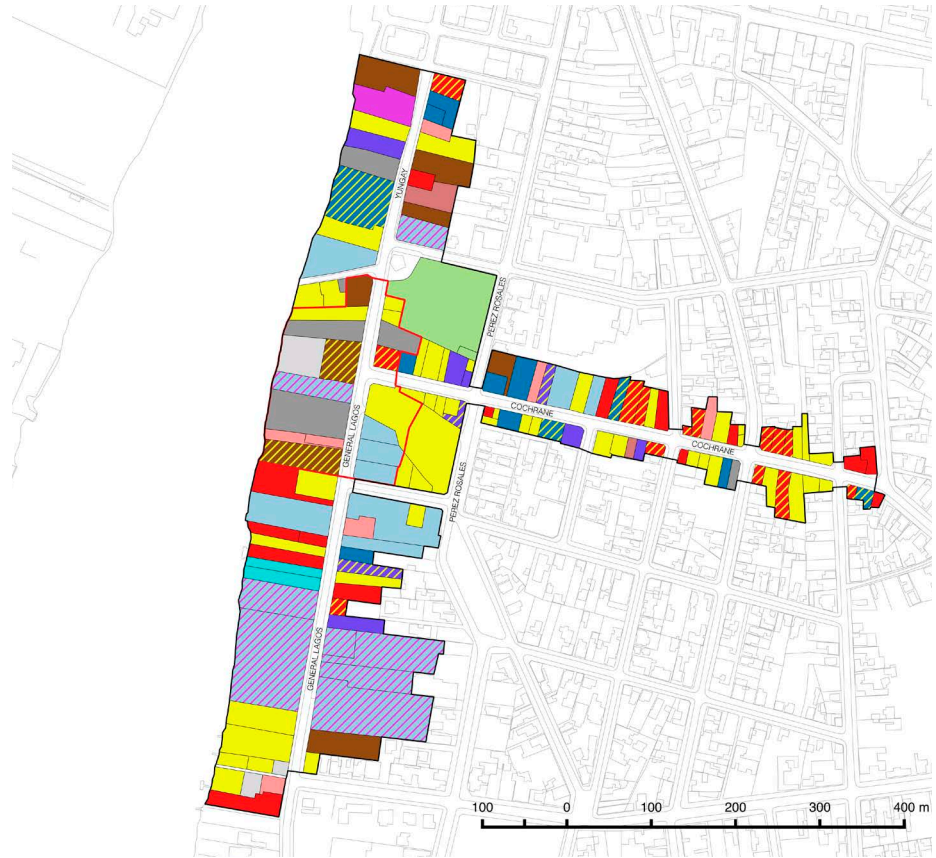 YUNGAY
PEREZ ROSALES
COCHRANE
COCHRANE
GENERAL LAGOS
PEREZ ROSALES
GENERAL LAGOS
100 0 100 200 300 400 m